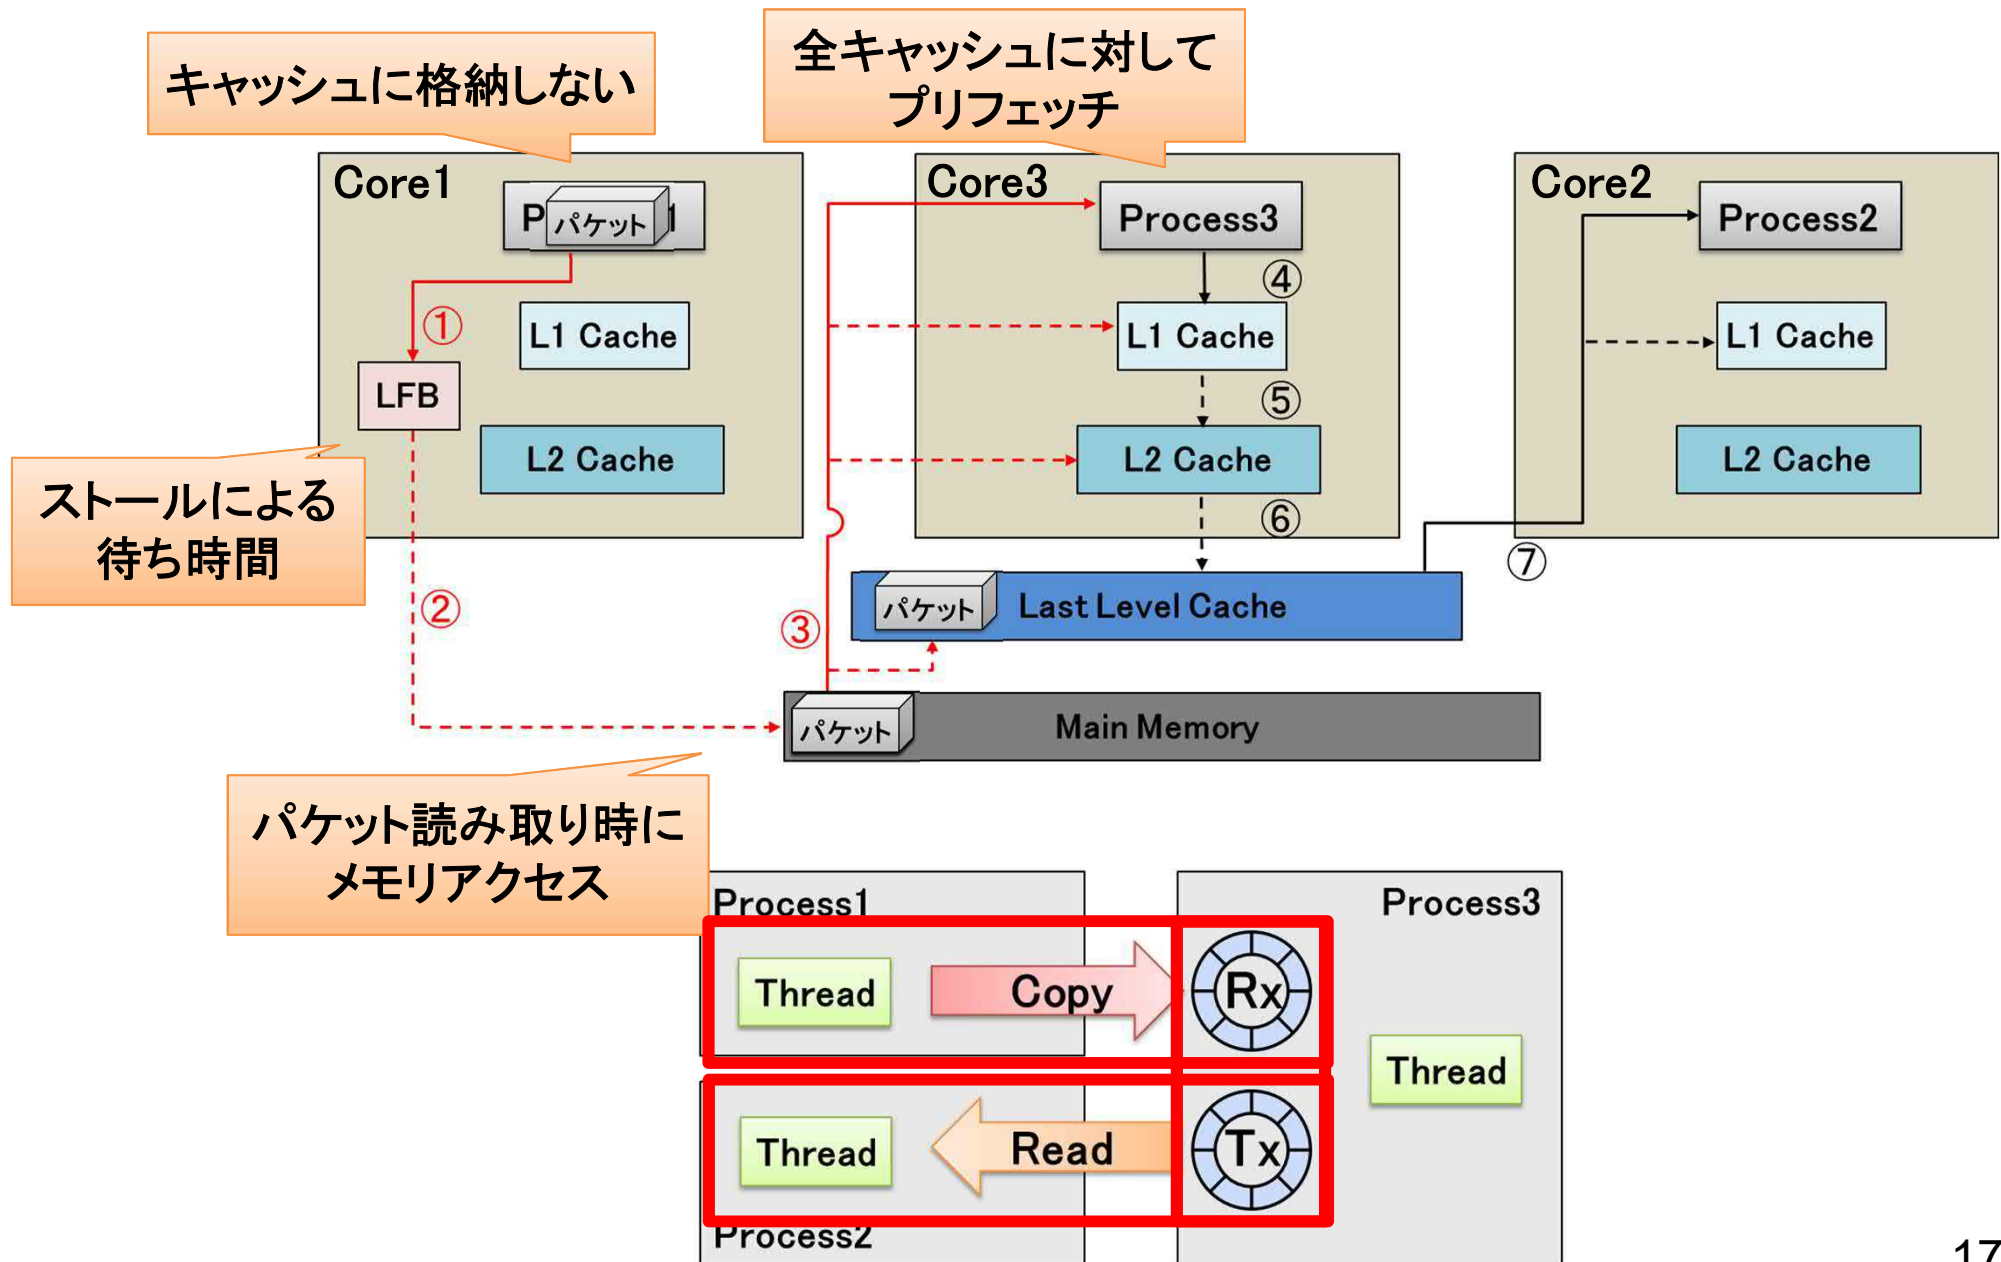 キャッシュに格納しない
全キャッシュに対して
プリフェッチ
Core1
パケット
①
L1 Cache
LFB
L2 Cache
ストールによる
待ち時間
②
Core3
Process3
④
L1 Cache
⑤
L2 Cache
⑥
③
Core2
Process2
L1 Cache
L2 Cache
⑦
パケット
Last Level Cache
パケット
Main Memory
パケット読み取り時に
メモリアクセス
Process1
Thread
Copy
Rx
Process3
Thread
Thread
Read
Tx
Process2
17